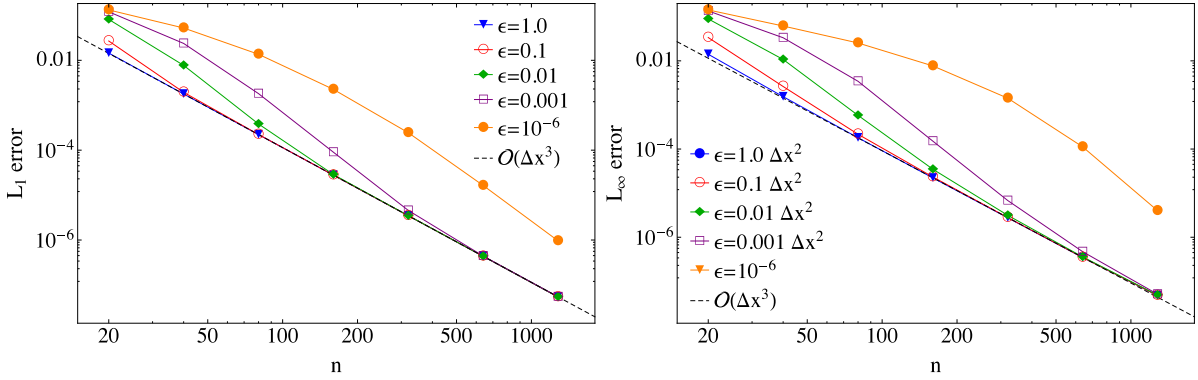 0.01
10⁻⁴
10⁻⁶
L₁ error
20
50
100
200
500
1000
n
ϵ=1.0
ϵ=0.1
ϵ=0.01
ϵ=0.001
ϵ=10⁻⁶
𝒪(Δx³)
0.01
10⁻⁴
10⁻⁶
L∞ error
20
50
100
200
500
1000
n
ϵ=1.0 Δx²
ϵ=0.1 Δx²
ϵ=0.01 Δx²
ϵ=0.001 Δx²
ϵ=10⁻⁶
𝒪(Δx³)